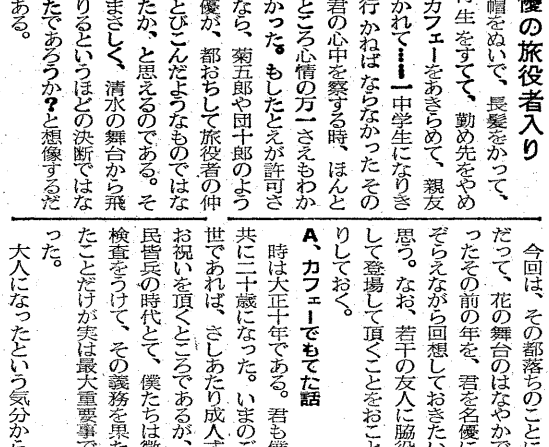 優の旅役者入り
帽をぬいで、長髪をかって、
生をすてて、勤め先をやめ
カフェーをあきらめて、親友
かれて……一中学生になりき
行かねばならなかったその
君の心中を察する時、ほんと
ところ心情の万一さえもわか
かった。もしたとえが許可さ
なら、菊五郎や団十郎のよう
優が、都おちして旅役者の仲
とびこんだようなものではな
たか、と思えるのである。そ
まさしく、清水の舞台から飛
りるというほどの決断ではな
たであろうか?と想像するだ
ある。
今回は、その都落ちのことに
だって、花の舞台のはなやかで
ったその前の年を、君を名優に
ぞらえながら回想しておきたい
思う。なお、若干の友人に脇役
して登場して頂くことをおこと
りしておく。
A、カフェーでもてた話
時は大正十年である。君も僕
共に二十歳になった。いまのご
世であれば、さしあたり成人式
お祝いを頂くところであるが、
民皆兵の時代とて、僕たちは徴
検査をうけて、その義務を果た
たことだけが実は最大重要事で
った。
大人になったという気分から